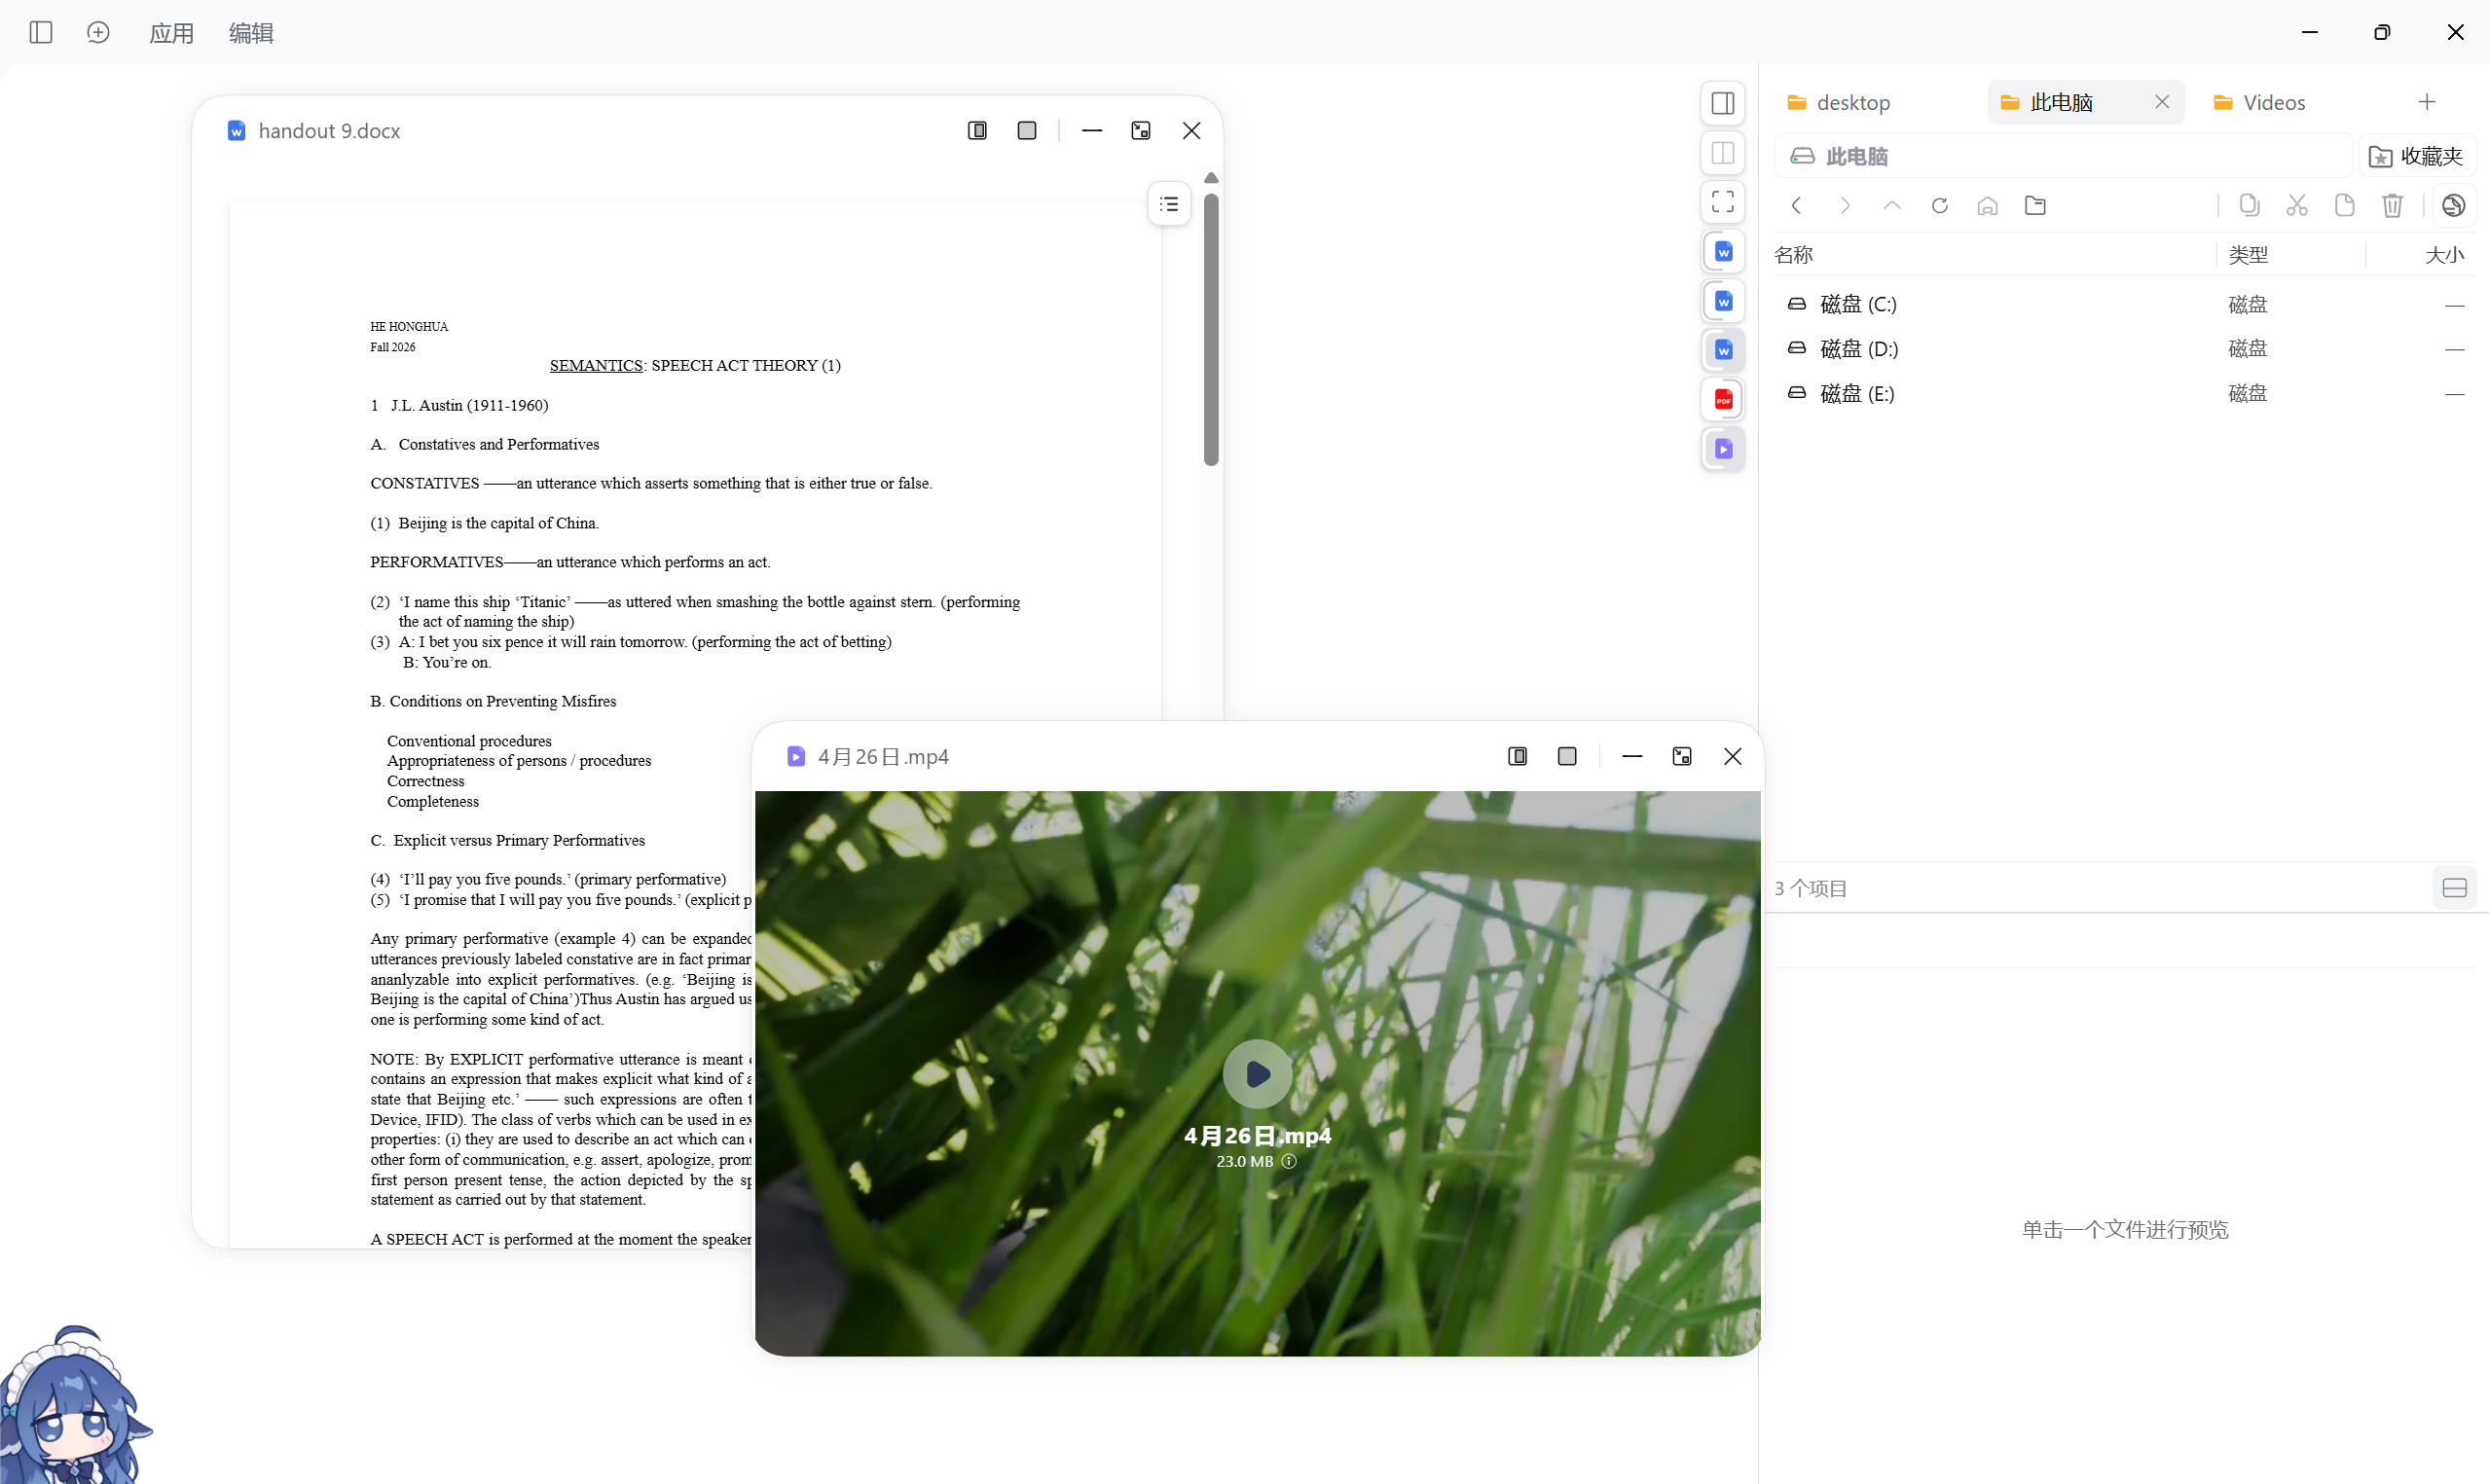 应用 编辑
handout 9.docx
HE HONGHUA
Fall 2026
SEMANTICS: SPEECH ACT THEORY (1)
1 J.L. Austin (1911-1960)
A. Constatives and Performatives
CONSTATIVES ——an utterance which asserts something that is either true or false.
(1) Beijing is the capital of China.
PERFORMATIVES——an utterance which performs an act.
(2) ‘I name this ship ‘Titanic’ ——as uttered when smashing the bottle against stern. (performing
the act of naming the ship)
(3) A: I bet you six pence it will rain tomorrow. (performing the act of betting)
B: You’re on.
B. Conditions on Preventing Misfires
Conventional procedures
Appropriateness of persons / procedures
Correctness
Completeness
C. Explicit versus Primary Performatives
(4) ‘I’ll pay you five pounds.’ (primary performative)
(5) ‘I promise that I will pay you five pounds.’ (explicit
Any primary performative (example 4) can be expanded
utterances previously labeled constative are in fact
ananlyzable into explicit performatives. (e.g. ‘Beijing is
Beijing is the capital of China’)Thus Austin has argued us
one is performing some kind of act.
NOTE: By EXPLICIT performative utterance is meant
contains an expression that makes explicit what kind of
state that Beijing etc.’ —— such expressions are often
Device, IFID). The class of verbs which can be used in
properties: (i) they are used to describe an act which can
other form of communication, e.g. assert, apologize,
first person present tense, the action depicted by the
statement as carried out by that statement.
A SPEECH ACT is performed at the moment the speaker
4月26日.mp4
4月26日.mp4
23.0 MB
PDF
desktop 此电脑 Videos
此电脑 收藏夹
名称 类型 大小
磁盘 (C:) 磁盘 —
磁盘 (D:) 磁盘 —
磁盘 (E:) 磁盘 —
3 个项目
单击一个文件进行预览